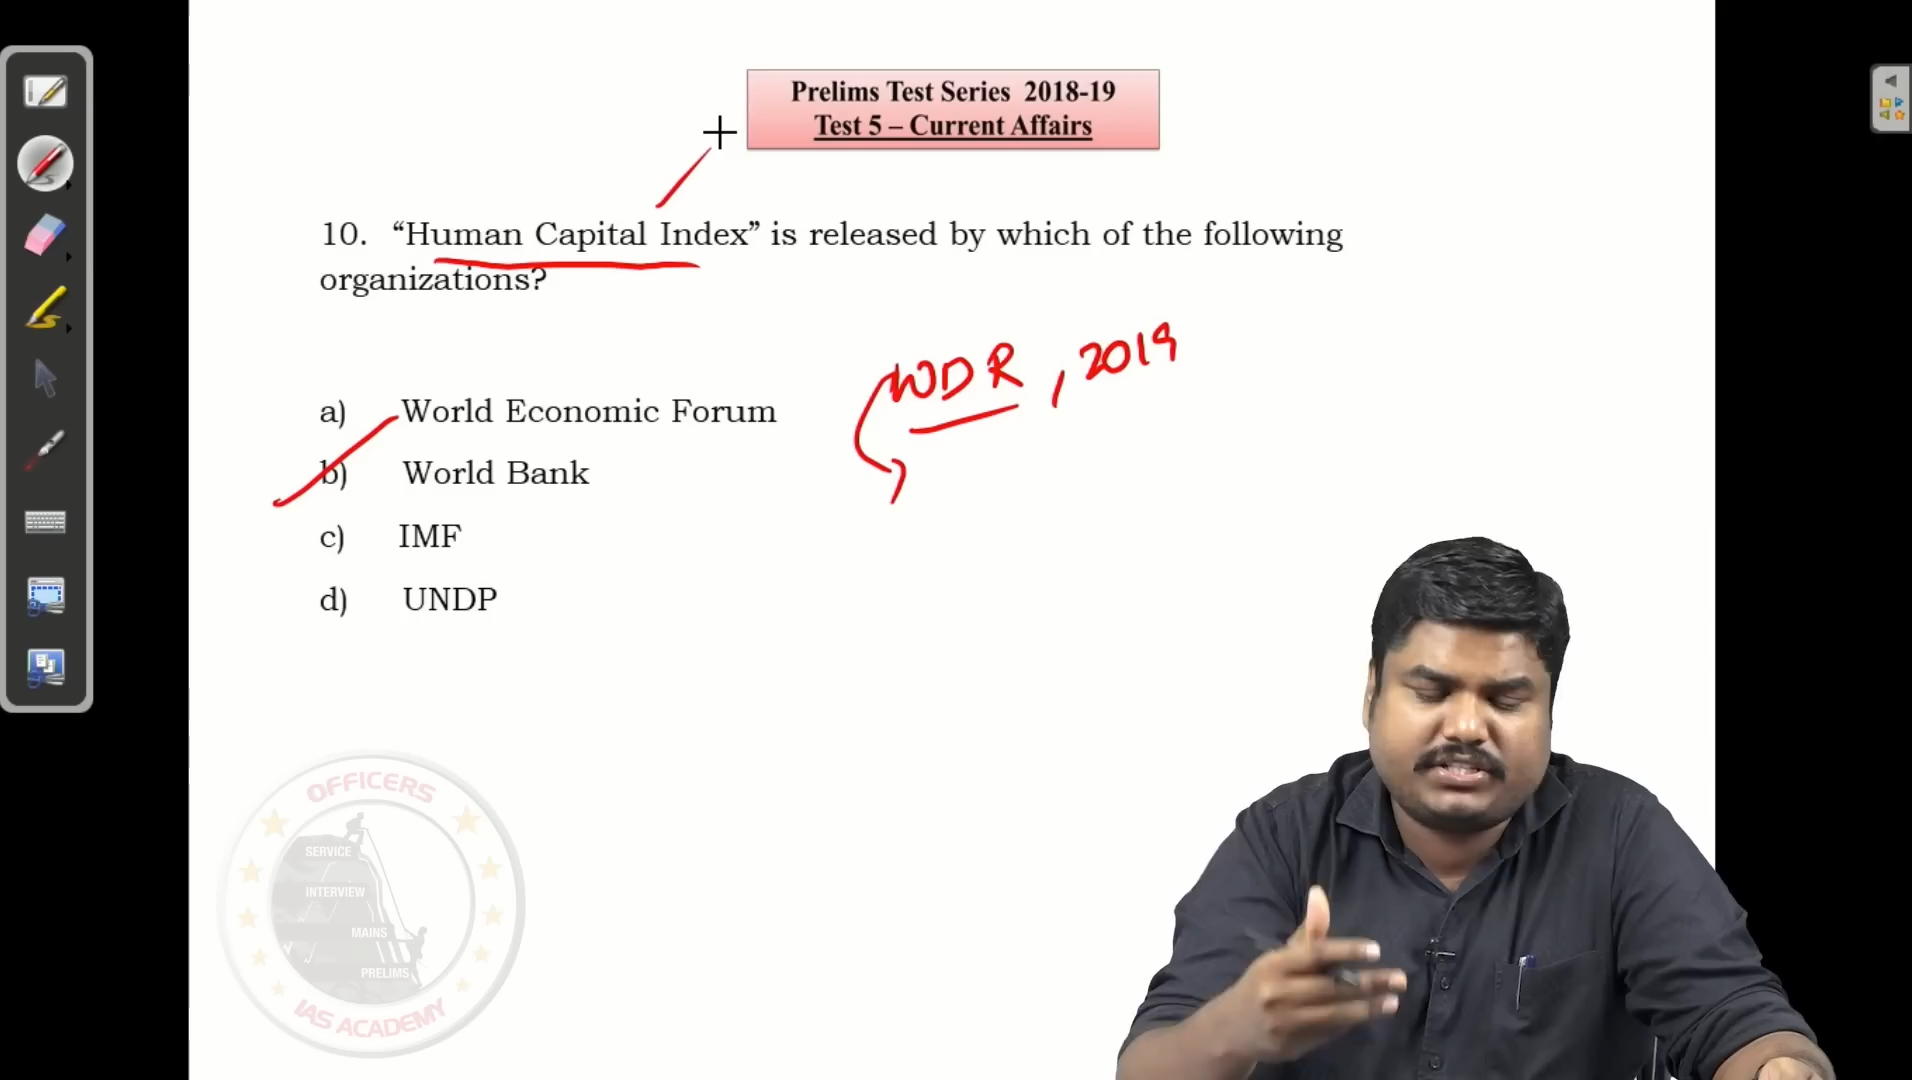 Prelims Test Series 2018-19
Test 5 – Current Affairs
10. “Human Capital Index” is released by which of the following
organizations?
WDR, 2019
a) World Economic Forum
b) World Bank
c) IMF
d) UNDP
OFFICERS
SERVICE
INTERVIEW
MAINS
PRELIMS
IAS ACADEMY